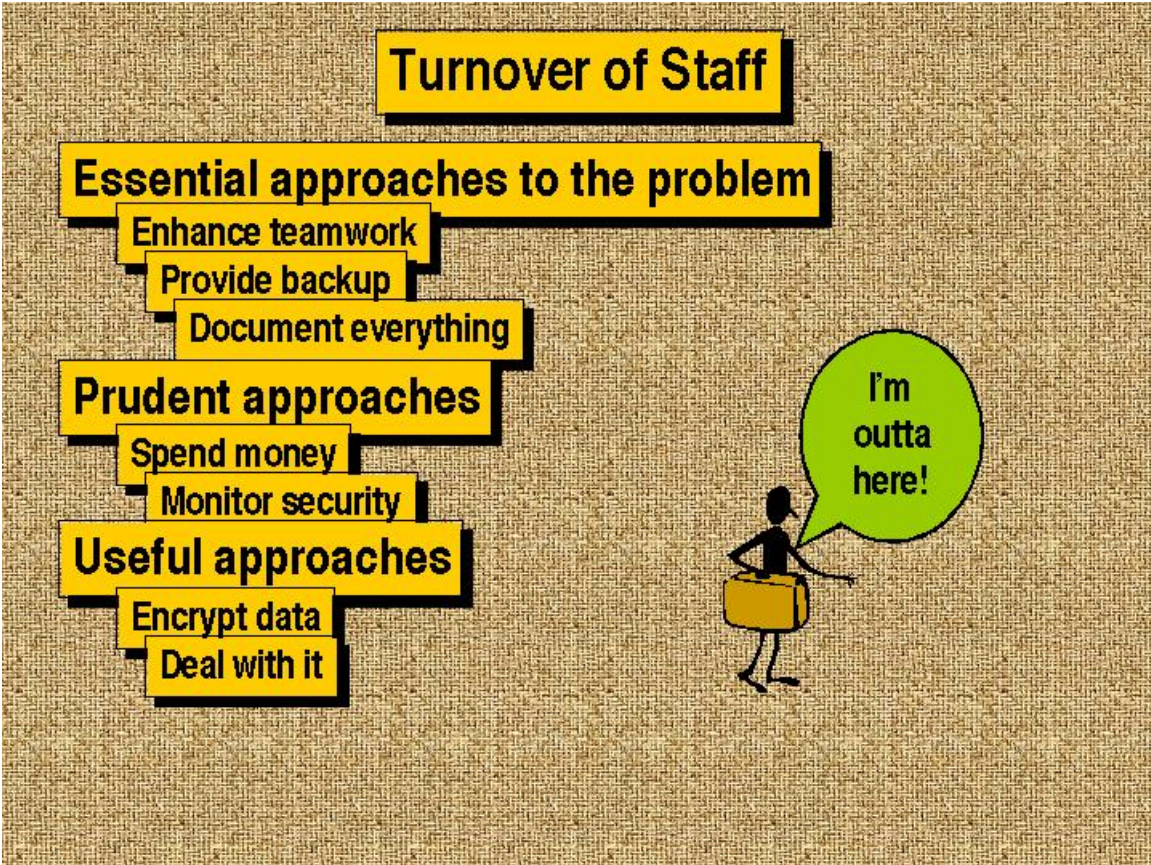 Turnover of Staff
Essential approaches to the problem
Enhance teamwork
Provide backup
Document everything
Prudent approaches
Spend money
Monitor security
Useful approaches
Encrypt data
Deal with it
I'm
outta
here!